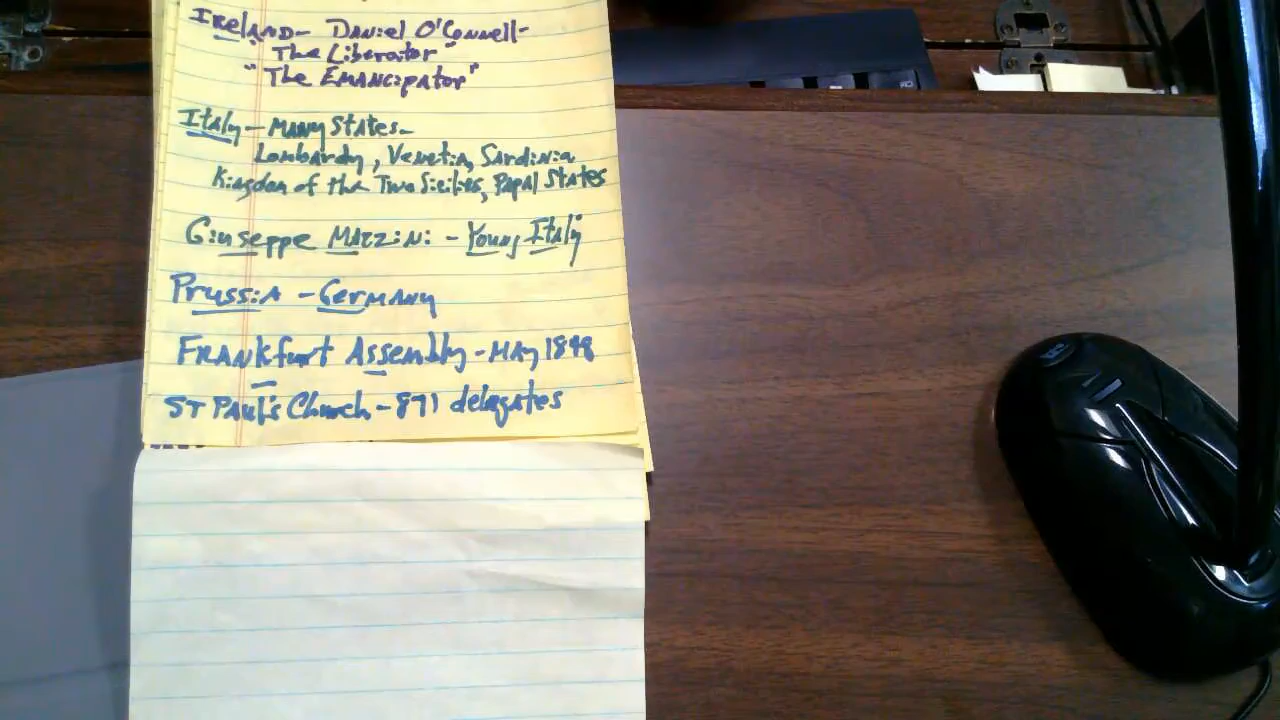 Ireland - Daniel O'Connell -
"The Liberator"
"The Emancipator"
Italy - Many States -
Lombardy, Venetia, Sardinia
Kingdom of the Two Sicilies, Papal States
Giuseppe Mazzini - Young Italy
Prussia - Germany
Frankfurt Assembly - May 1848
St Paul's Church - 871 delegates